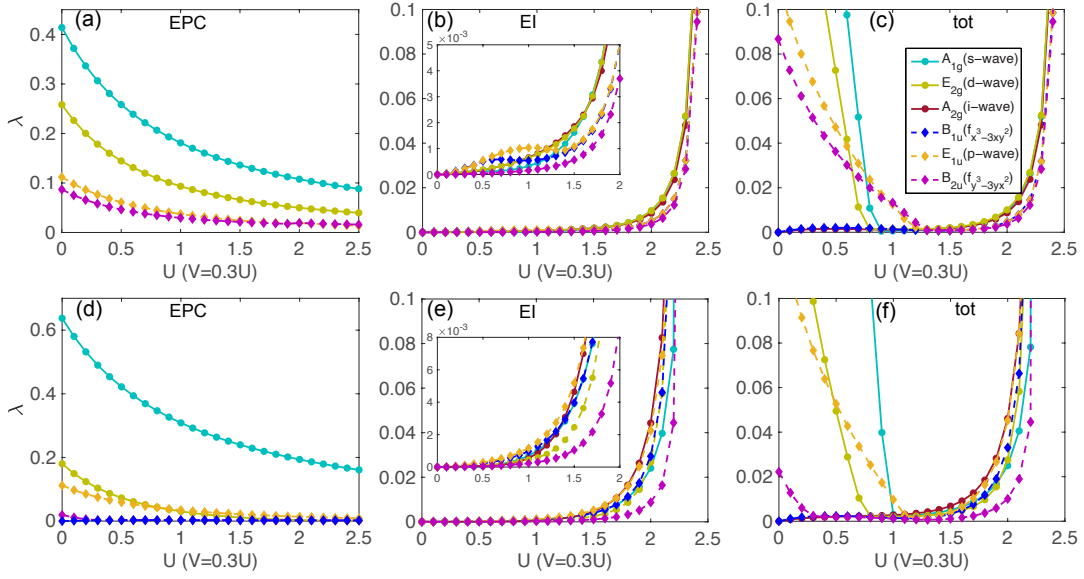 (a) EPC
λ
0.4
0.3
0.2
0.1
0
0 0.5 1 1.5 2 2.5
U (V=0.3U)
(b) EI
0.1
0.08
0.06
0.04
0.02
0
0 0.5 1 1.5 2 2.5
U (V=0.3U)
×10⁻³
5
4
3
2
1
0
0 0.5 1 1.5 2
(c) tot
0.1
0.08
0.06
0.04
0.02
0
0 0.5 1 1.5 2 2.5
U (V=0.3U)
A₁g(s−wave)
E₂g(d−wave)
A₂g(i−wave)
B₁u(fₓ³₋₃ₓy²)
E₁u(p−wave)
B₂u(fy³₋₃yₓ²)
(d) EPC
λ
0.6
0.4
0.2
0
0 0.5 1 1.5 2 2.5
U (V=0.3U)
(e) EI
0.1
0.08
0.06
0.04
0.02
0
0 0.5 1 1.5 2 2.5
U (V=0.3U)
×10⁻³
8
6
4
2
0
0 0.5 1 1.5 2
(f) tot
0.1
0.08
0.06
0.04
0.02
0
0 0.5 1 1.5 2 2.5
U (V=0.3U)